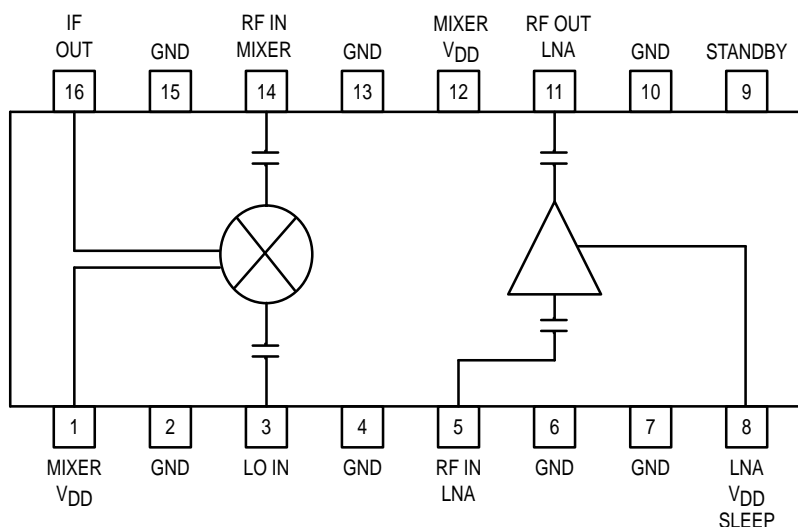 IF
OUT
GND
RF IN
MIXER
GND
MIXER
VDD
RF OUT
LNA
GND
STANDBY
16
15
14
13
12
11
10
9
1
2
3
4
5
6
7
8
MIXER
VDD
GND
LO IN
GND
RF IN
LNA
GND
GND
LNA
VDD
SLEEP